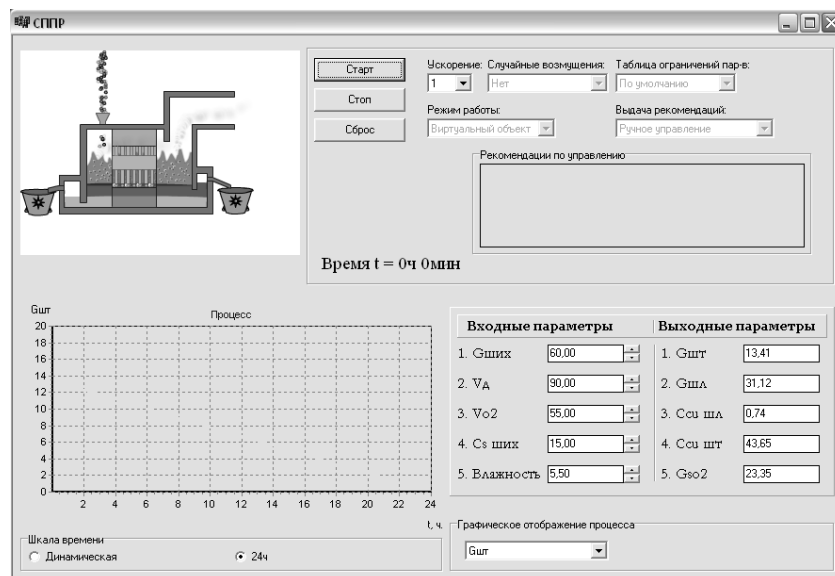 СППР
Старт
Стоп
Сброс
Ускорение: Случайные возмущения: Таблица ограничений пар-в:
1 Нет По умолчанию
Режим работы: Выдача рекомендаций:
Виртуальный объект Ручное управление
Рекомендации по управлению
Время t = 0ч 0мин
Gшт
Процесс
20
18
16
14
12
10
8
6
4
2
0
2 4 6 8 10 12 14 16 18 20 22 24
t, ч.
Шкала времени
Динамическая 24ч
Входные параметры Выходные параметры
1. Gших 60,00 1. Gшт 13,41
2. Vд 90,00 2. Gшл 31,12
3. Vo2 55,00 3. Ccu шл 0,74
4. Cs ших 15,00 4. Ccu шт 43,65
5. Влажность 5,50 5. Gso2 23,35
Графическое отображение процесса
Gшт